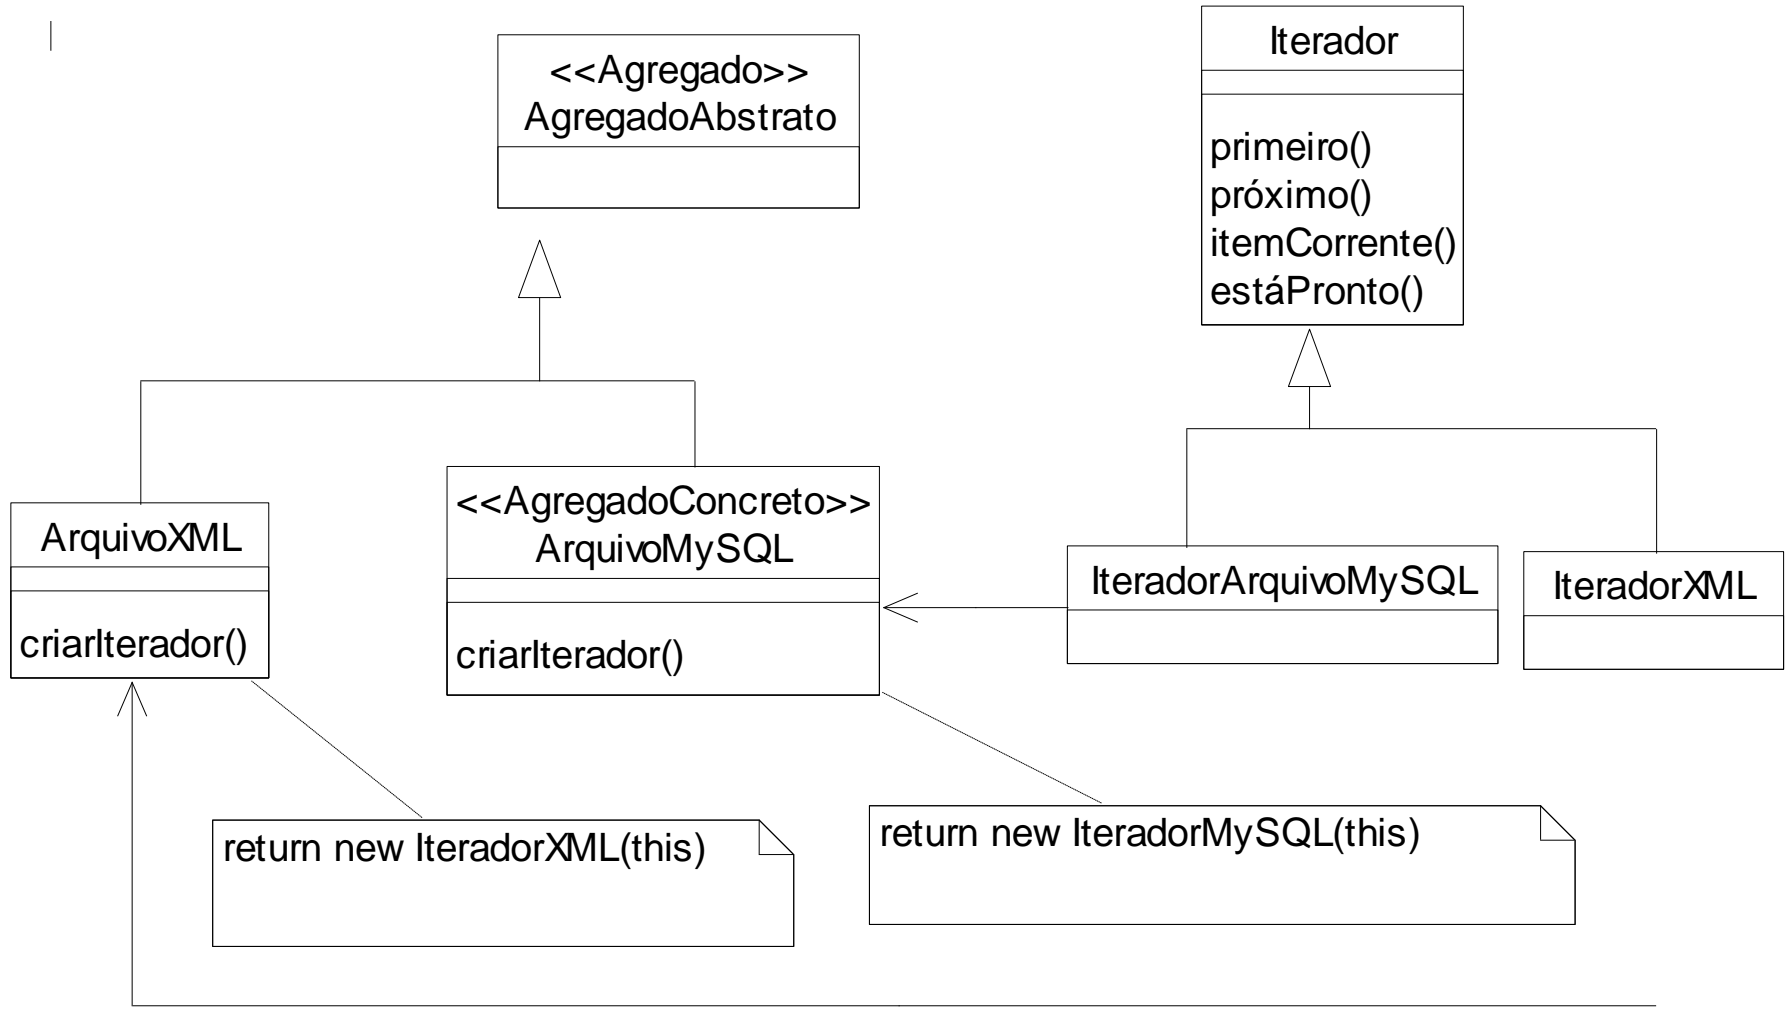 <<Agregado>>
AgregadoAbstrato
Iterador
primeiro()
próximo()
itemCorrente()
estáPronto()
ArquivoXML
criarIterador()
<<AgregadoConcreto>>
ArquivoMySQL
criarIterador()
IteradorArquivoMySQL
IteradorXML
return new IteradorXML(this)
return new IteradorMySQL(this)